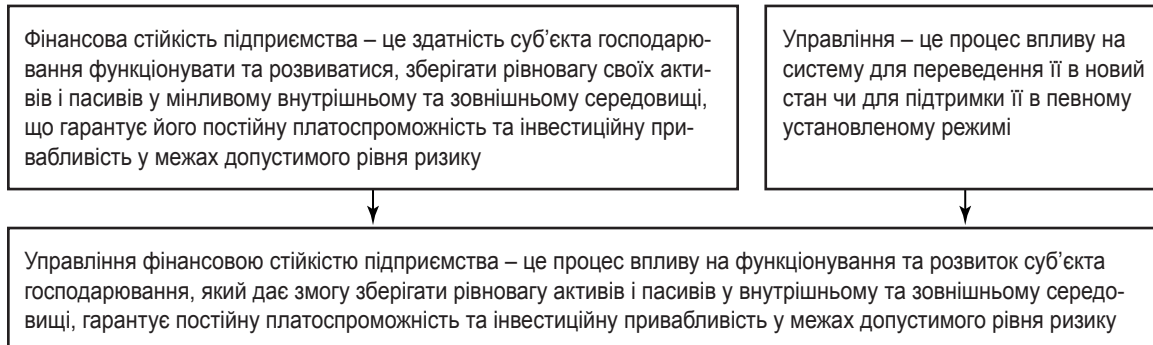 Фінансова стійкість підприємства – це здатність суб’єкта господарю-
вання функціонувати та розвиватися, зберігати рівновагу своїх акти-
вів і пасивів у мінливому внутрішньому та зовнішньому середовищі,
що гарантує його постійну платоспроможність та інвестиційну при-
вабливість у межах допустимого рівня ризику
Управління – це процес впливу на
систему для переведення її в новий
стан чи для підтримки її в певному
установленому режимі
Управління фінансовою стійкістю підприємства – це процес впливу на функціонування та розвиток суб’єкта
господарювання, який дає змогу зберігати рівновагу активів і пасивів у внутрішньому та зовнішньому середо-
вищі, гарантує постійну платоспроможність та інвестиційну привабливість у межах допустимого рівня ризику